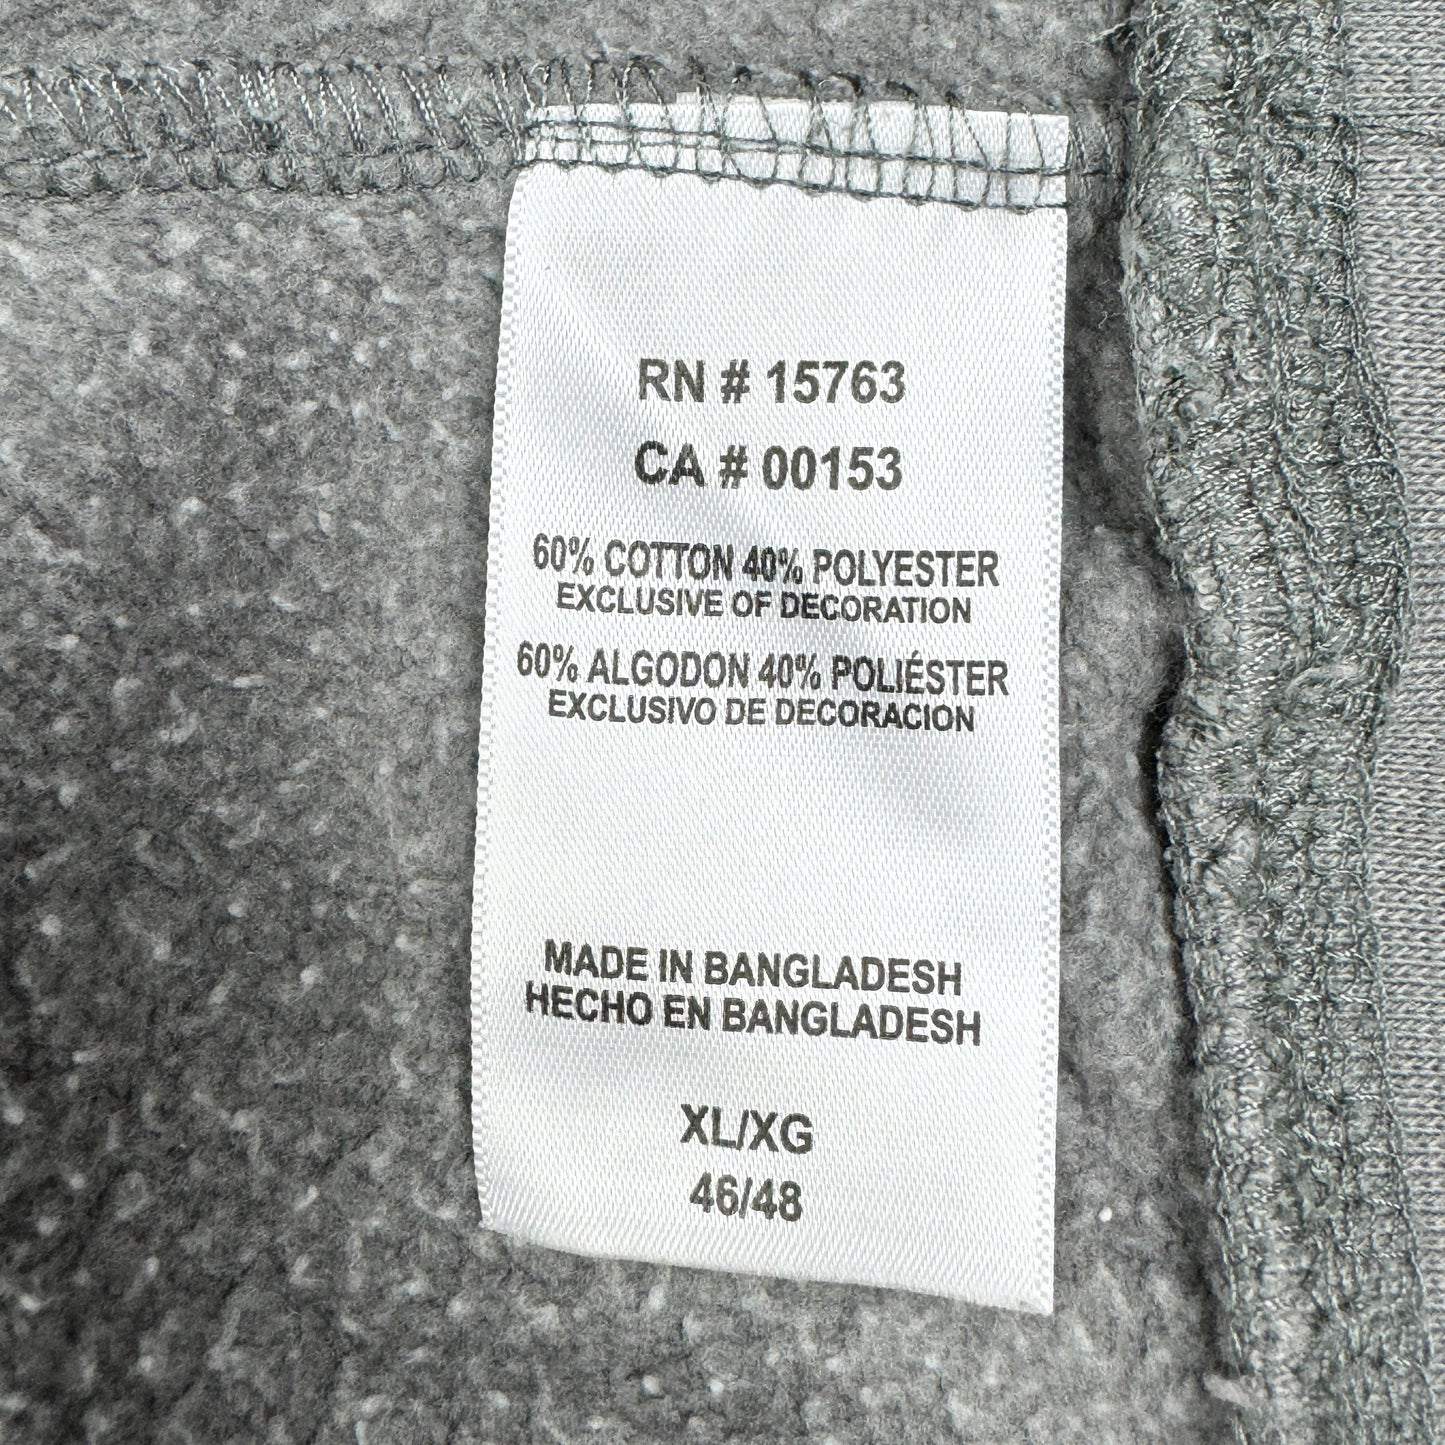 RN # 15763
CA # 00153
60% COTTON 40% POLYESTER
EXCLUSIVE OF DECORATION
60% ALGODON 40% POLIÉSTER
EXCLUSIVO DE DECORACION
MADE IN BANGLADESH
HECHO EN BANGLADESH
XL/XG
46/48